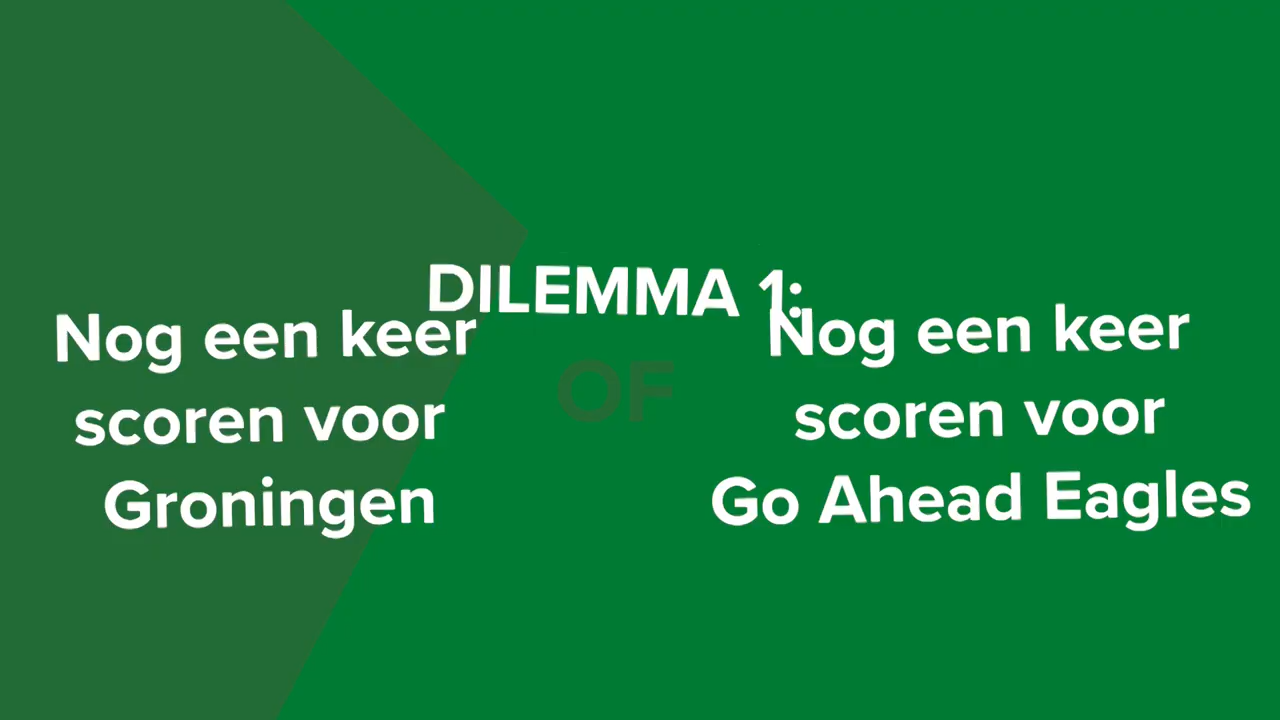 DILEMMA 1:
Nog een keer
scoren voor
Groningen
OF
Nog een keer
scoren voor
Go Ahead Eagles